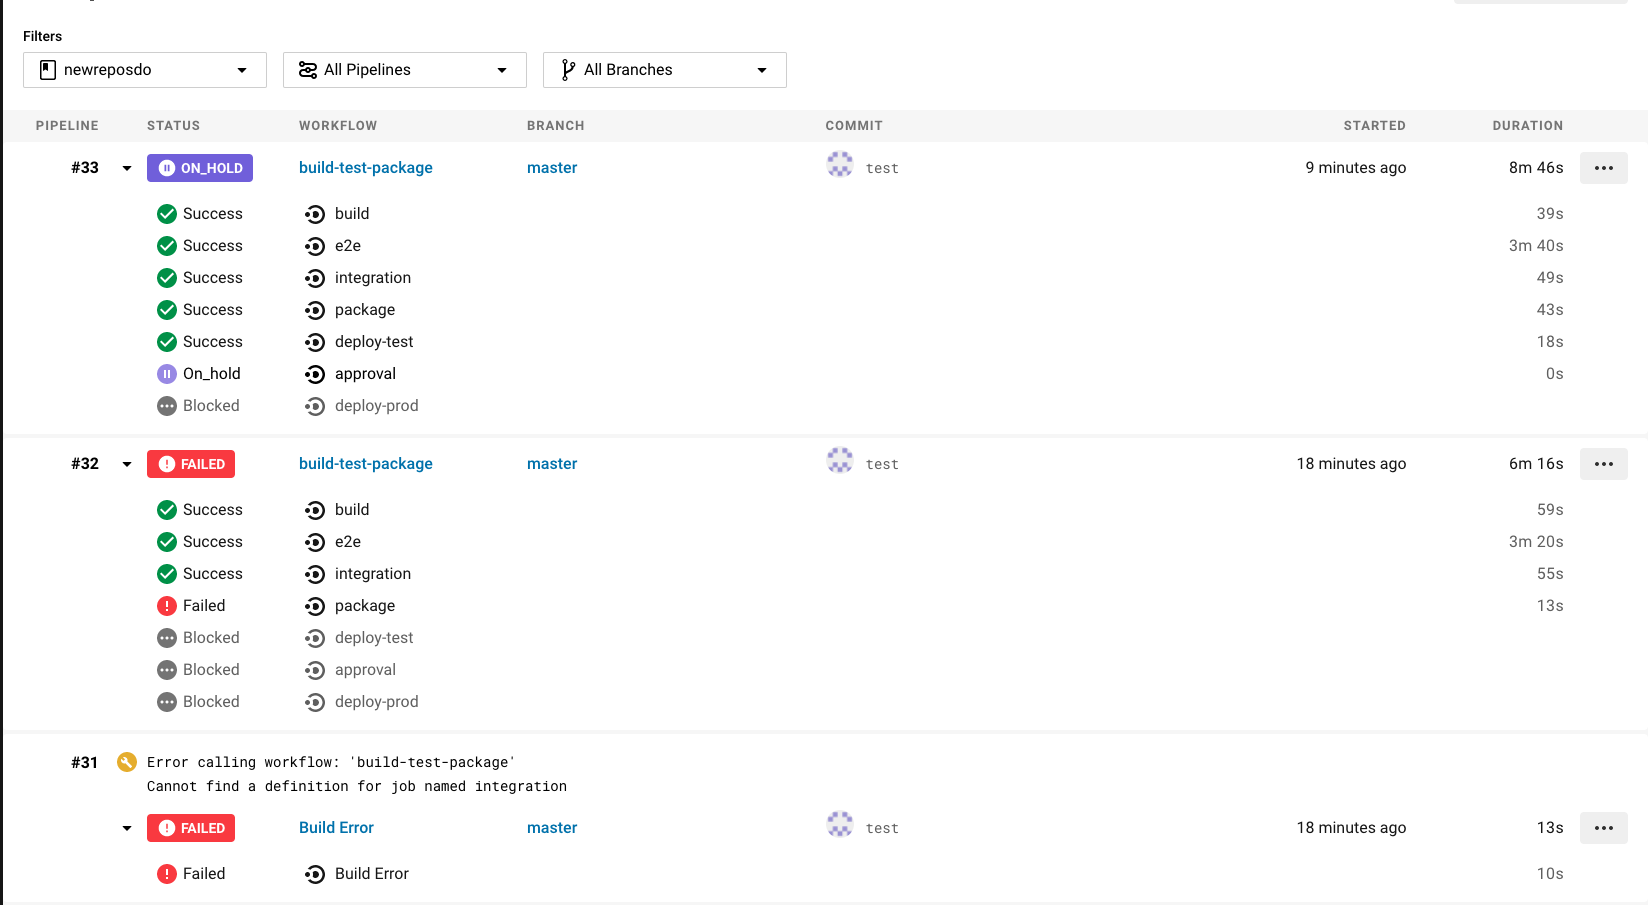 Filters
newreposdo All Pipelines All Branches
PIPELINE STATUS WORKFLOW BRANCH COMMIT STARTED DURATION
#33 ON_HOLD build-test-package master test 9 minutes ago 8m 46s
Success build 39s
Success e2e 3m 40s
Success integration 49s
Success package 43s
Success deploy-test 18s
On_hold approval 0s
Blocked deploy-prod
#32 FAILED build-test-package master test 18 minutes ago 6m 16s
Success build 59s
Success e2e 3m 20s
Success integration 55s
Failed package 13s
Blocked deploy-test
Blocked approval
Blocked deploy-prod
#31 Error calling workflow: 'build-test-package'
Cannot find a definition for job named integration
FAILED Build Error master test 18 minutes ago 13s
Failed Build Error 10s